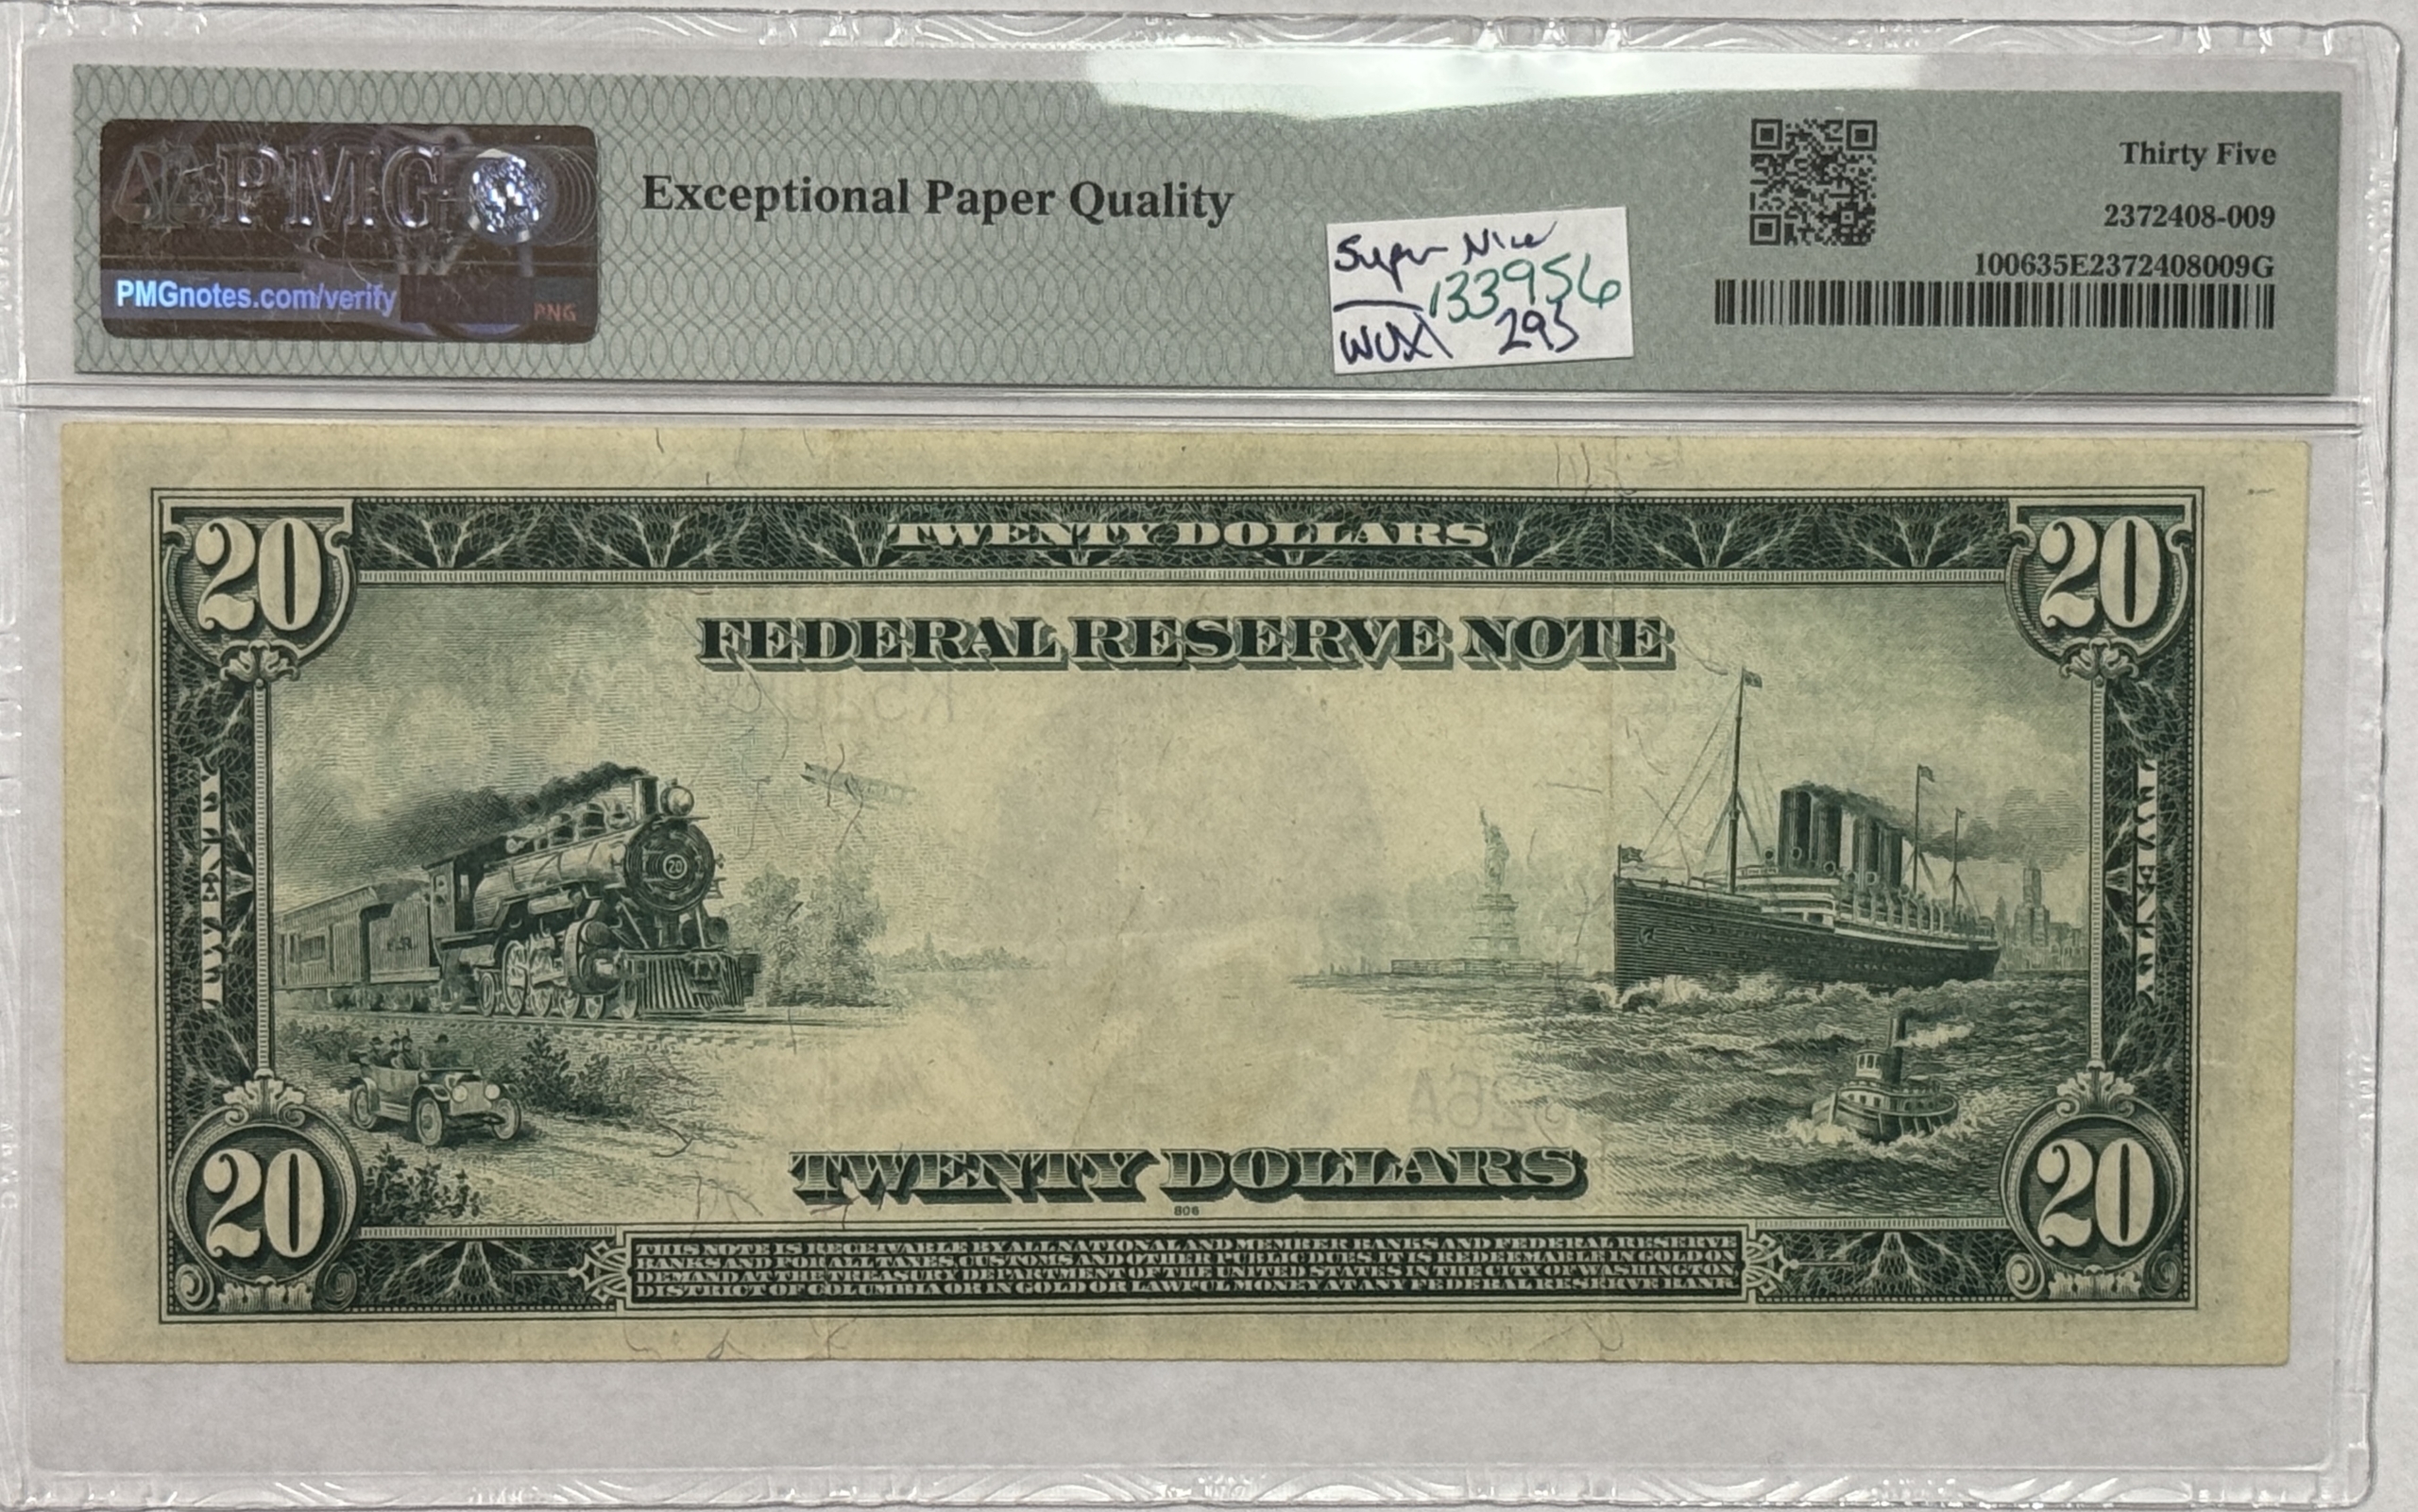 PMG
PMGnotes.com/verify
PNG
Exceptional Paper Quality
Super Nice
133956
WUX 293
Thirty Five
2372408-009
100635E2372408009G
20 TWENTY DOLLARS 20
FEDERAL RESERVE NOTE
TWENTY
TWENTY
20
F.R.
TWENTY DOLLARS
806
20
20
THIS NOTE IS RECEIVABLE BY ALL NATIONAL AND MEMBER BANKS AND FEDERAL RESERVE
BANKS AND FOR ALL TAXES, CUSTOMS AND OTHER PUBLIC DUES. IT IS REDEEMABLE IN GOLD ON
DEMAND AT THE TREASURY DEPARTMENT OF THE UNITED STATES IN THE CITY OF WASHINGTON,
DISTRICT OF COLUMBIA OR IN GOLD OR LAWFUL MONEY AT ANY FEDERAL RESERVE BANK.